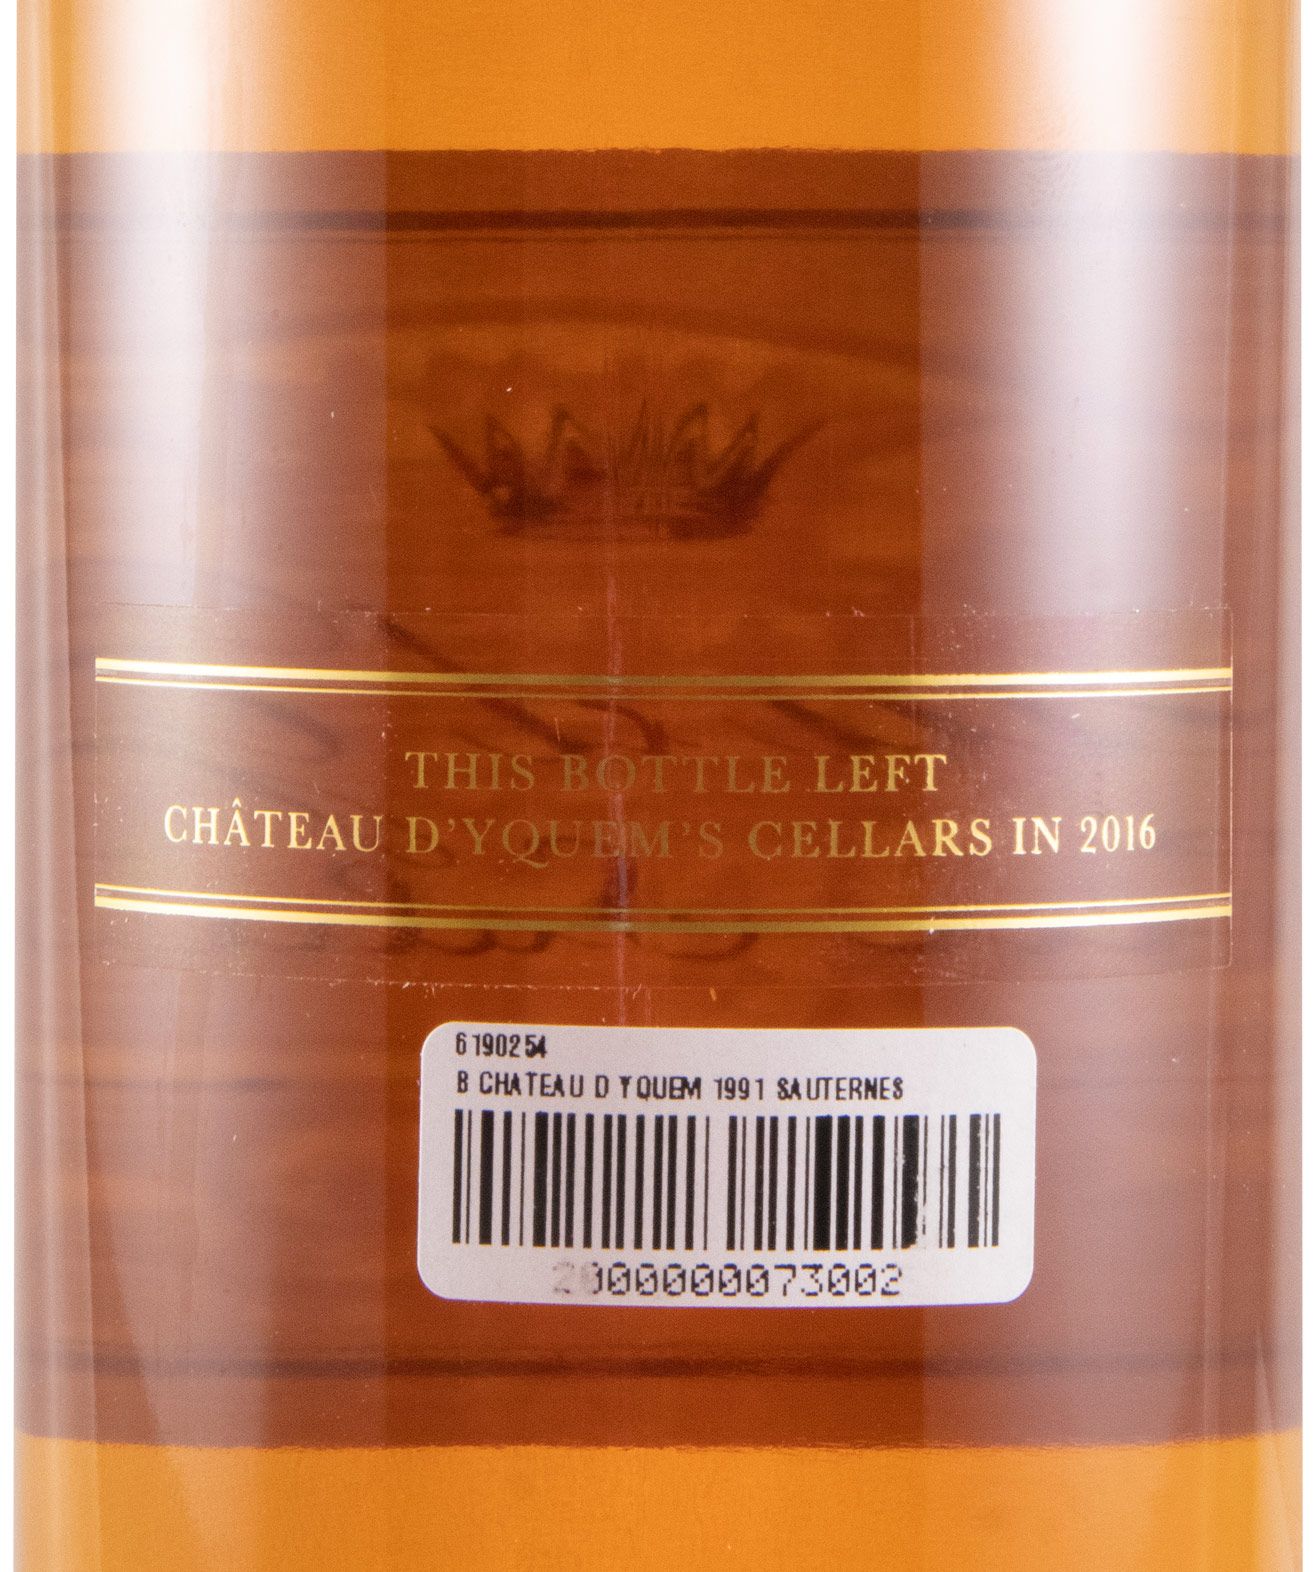 THIS BOTTLE LEFT
CHÂTEAU D'YQUEM'S CELLARS IN 2016
6190254
B CHATEAU D YQUEM 1991 SAUTERNES
2000000073002